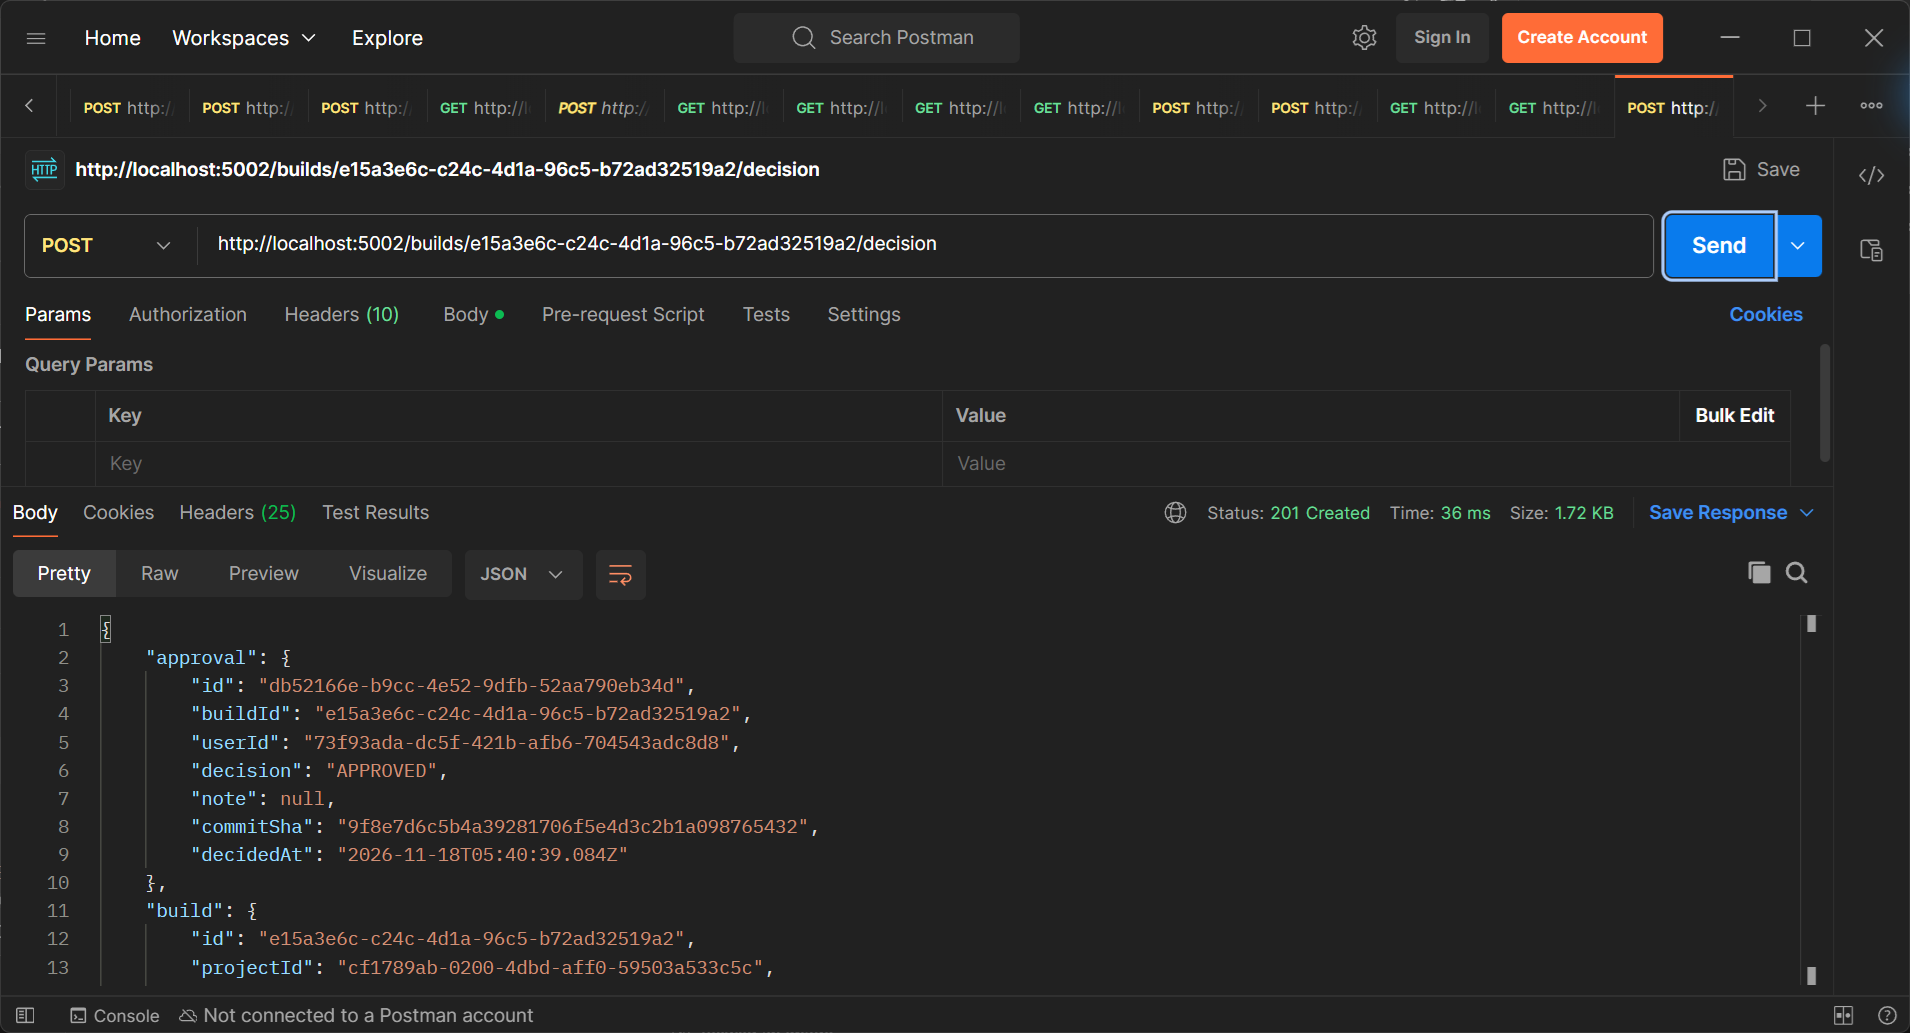 Home Workspaces Explore Search Postman Sign In Create Account
POST http:/ POST http:/ POST http:/ GET http://l POST http:/ GET http://l GET http://l GET http://l GET http://l POST http:/ POST http:/ GET http://l GET http://l POST http:/
HTTP http://localhost:5002/builds/e15a3e6c-c24c-4d1a-96c5-b72ad32519a2/decision Save
POST http://localhost:5002/builds/e15a3e6c-c24c-4d1a-96c5-b72ad32519a2/decision Send
Params Authorization Headers (10) Body Pre-request Script Tests Settings Cookies
Query Params
Key Value Bulk Edit
Key Value
Body Cookies Headers (25) Test Results Status: 201 Created Time: 36 ms Size: 1.72 KB Save Response
Pretty Raw Preview Visualize JSON
1 {
2 "approval": {
3 "id": "db52166e-b9cc-4e52-9dfb-52aa790eb34d",
4 "buildId": "e15a3e6c-c24c-4d1a-96c5-b72ad32519a2",
5 "userId": "73f93ada-dc5f-421b-afb6-704543adc8d8",
6 "decision": "APPROVED",
7 "note": null,
8 "commitSha": "9f8e7d6c5b4a39281706f5e4d3c2b1a098765432",
9 "decidedAt": "2026-11-18T05:40:39.084Z"
10 },
11 "build": {
12 "id": "e15a3e6c-c24c-4d1a-96c5-b72ad32519a2",
13 "projectId": "cf1789ab-0200-4dbd-aff0-59503a533c5c",
Console Not connected to a Postman account